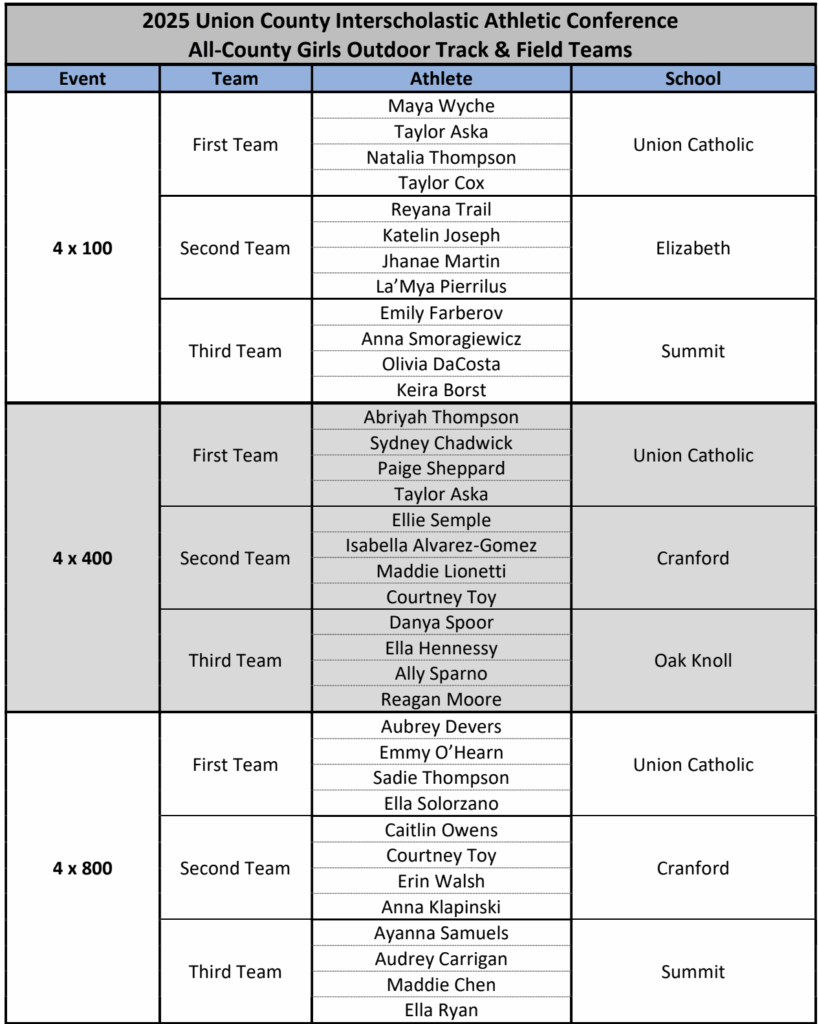 2025 Union County Interscholastic Athletic Conference
All-County Girls Outdoor Track & Field Teams
Event Team Athlete School
4 x 100
First Team
Maya Wyche
Taylor Aska
Natalia Thompson
Taylor Cox
Union Catholic
Second Team
Reyana Trail
Katelin Joseph
Jhanae Martin
La’Mya Pierrilus
Elizabeth
Third Team
Emily Farberov
Anna Smoragiewicz
Olivia DaCosta
Keira Borst
Summit
4 x 400
First Team
Abriyah Thompson
Sydney Chadwick
Paige Sheppard
Taylor Aska
Union Catholic
Second Team
Ellie Semple
Isabella Alvarez-Gomez
Maddie Lionetti
Courtney Toy
Cranford
Third Team
Danya Spoor
Ella Hennessy
Ally Sparno
Reagan Moore
Oak Knoll
4 x 800
First Team
Aubrey Devers
Emmy O’Hearn
Sadie Thompson
Ella Solorzano
Union Catholic
Second Team
Caitlin Owens
Courtney Toy
Erin Walsh
Anna Klapinski
Cranford
Third Team
Ayanna Samuels
Audrey Carrigan
Maddie Chen
Ella Ryan
Summit